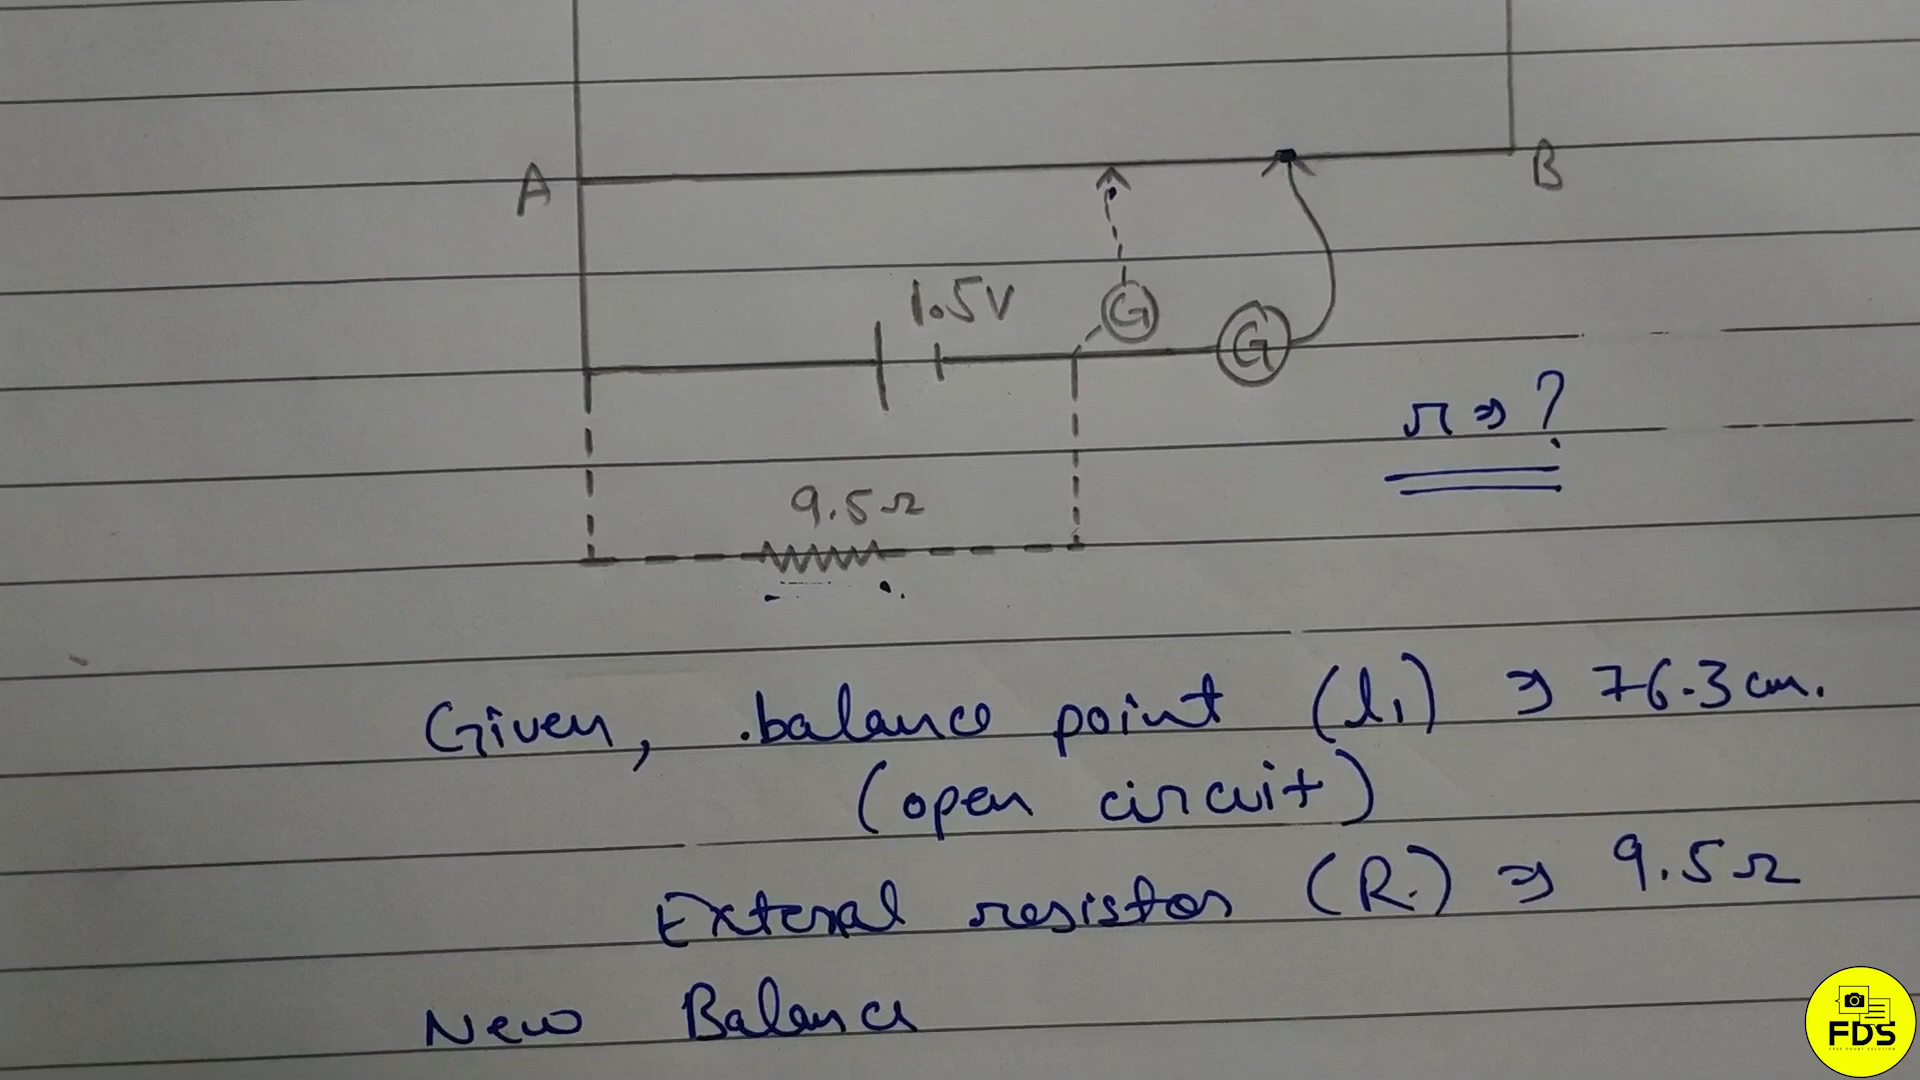 A
B
1.5V
G
G
r ⇒ ?
9.5Ω
Given, balance point (l₁) ⇒ 76.3 cm.
(open circuit)
External resistor (R.) ⇒ 9.5Ω
New Balance
FDS